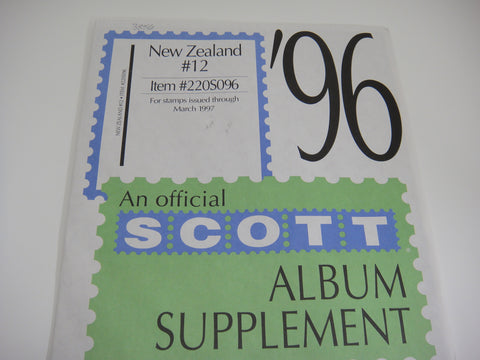 New Zealand
#12
Item #220S096
For stamps issued through
March 1997
'96
An official
SCOTT
ALBUM
SUPPLEMENT